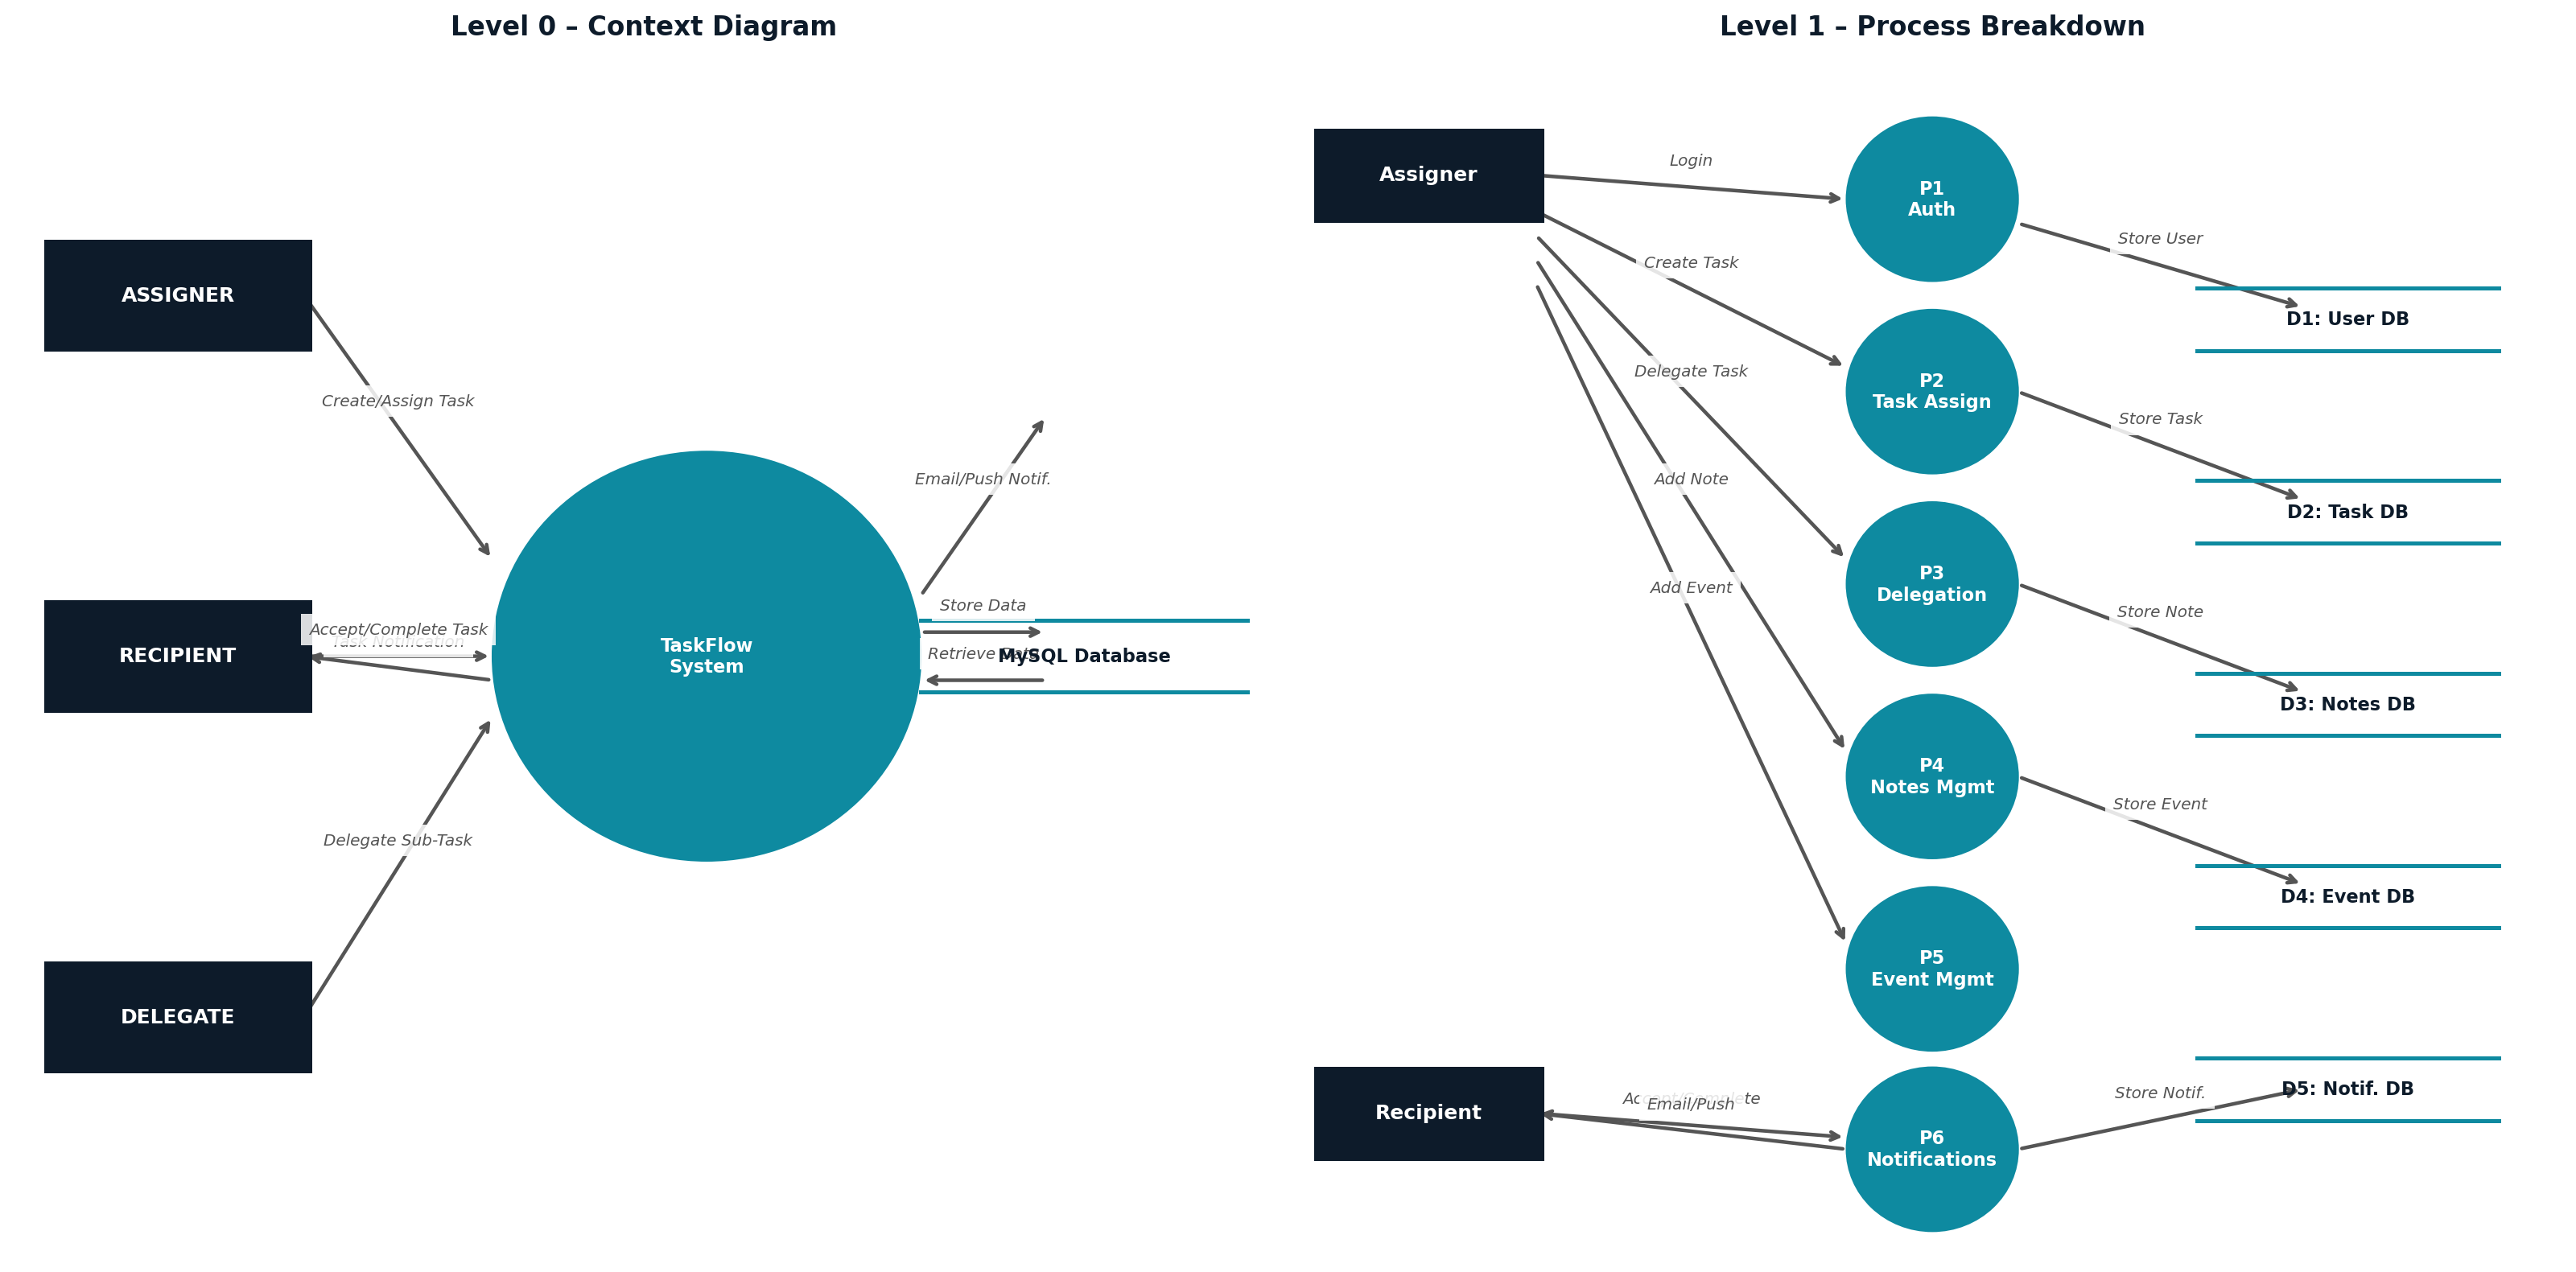 Level 0 – Context Diagram
ASSIGNER
Create/Assign Task
Email/Push Notif.
Store Data
Accept/Complete Task
Task Notification
RECIPIENT
TaskFlow
System
Retrieve Data
MySQL Database
Delegate Sub-Task
DELEGATE
Level 1 – Process Breakdown
Assigner
Login
P1
Auth
Store User
Create Task
D1: User DB
Delegate Task
P2
Task Assign
Store Task
Add Note
D2: Task DB
Add Event
P3
Delegation
Store Note
D3: Notes DB
P4
Notes Mgmt
Store Event
D4: Event DB
P5
Event Mgmt
Recipient
Accept/Complete
Email/Push
Store Notif.
D5: Notif. DB
P6
Notifications